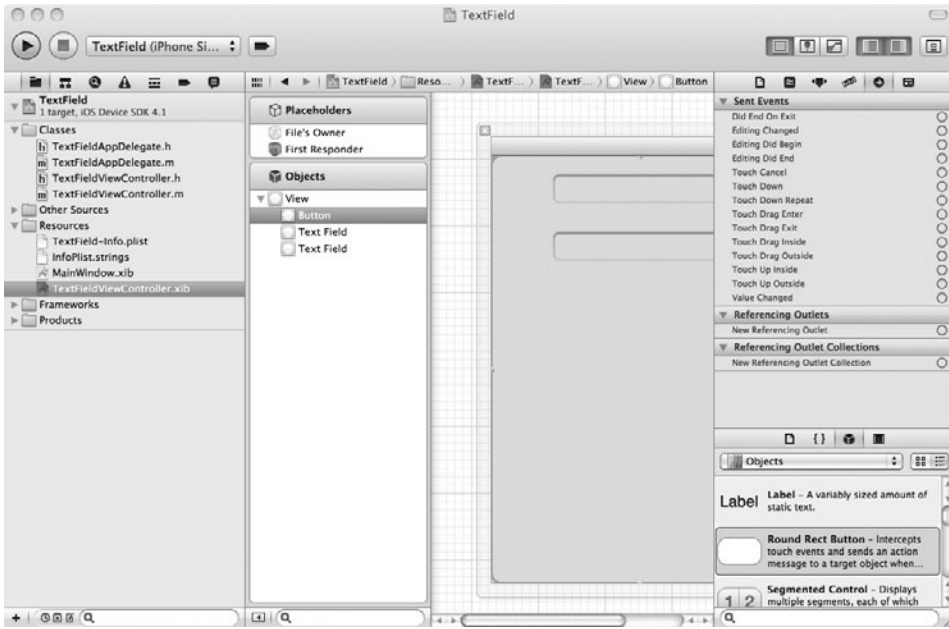 TextField
TextField (iPhone Si...
TextField
Reso...
TextF...
TextF...
View
Button
TextField
1 target, iOS Device SDK 4.1
Classes
TextFieldAppDelegate.h
TextFieldAppDelegate.m
TextFieldViewController.h
TextFieldViewController.m
Other Sources
Resources
TextField-Info.plist
InfoPlist.strings
MainWindow.xib
TextFieldViewController.xib
Frameworks
Products
Placeholders
File's Owner
First Responder
Objects
View
Button
Text Field
Text Field
Sent Events
Did End On Exit
Editing Changed
Editing Did Begin
Editing Did End
Touch Cancel
Touch Down
Touch Down Repeat
Touch Drag Enter
Touch Drag Exit
Touch Drag Inside
Touch Drag Outside
Touch Up Inside
Touch Up Outside
Value Changed
Referencing Outlets
New Referencing Outlet
Referencing Outlet Collections
New Referencing Outlet Collection
{}
Objects
Label
Label - A variably sized amount of
static text.
Round Rect Button - Intercepts
touch events and sends an action
message to a target object when...
1 2
Segmented Control - Displays
multiple segments, each of which